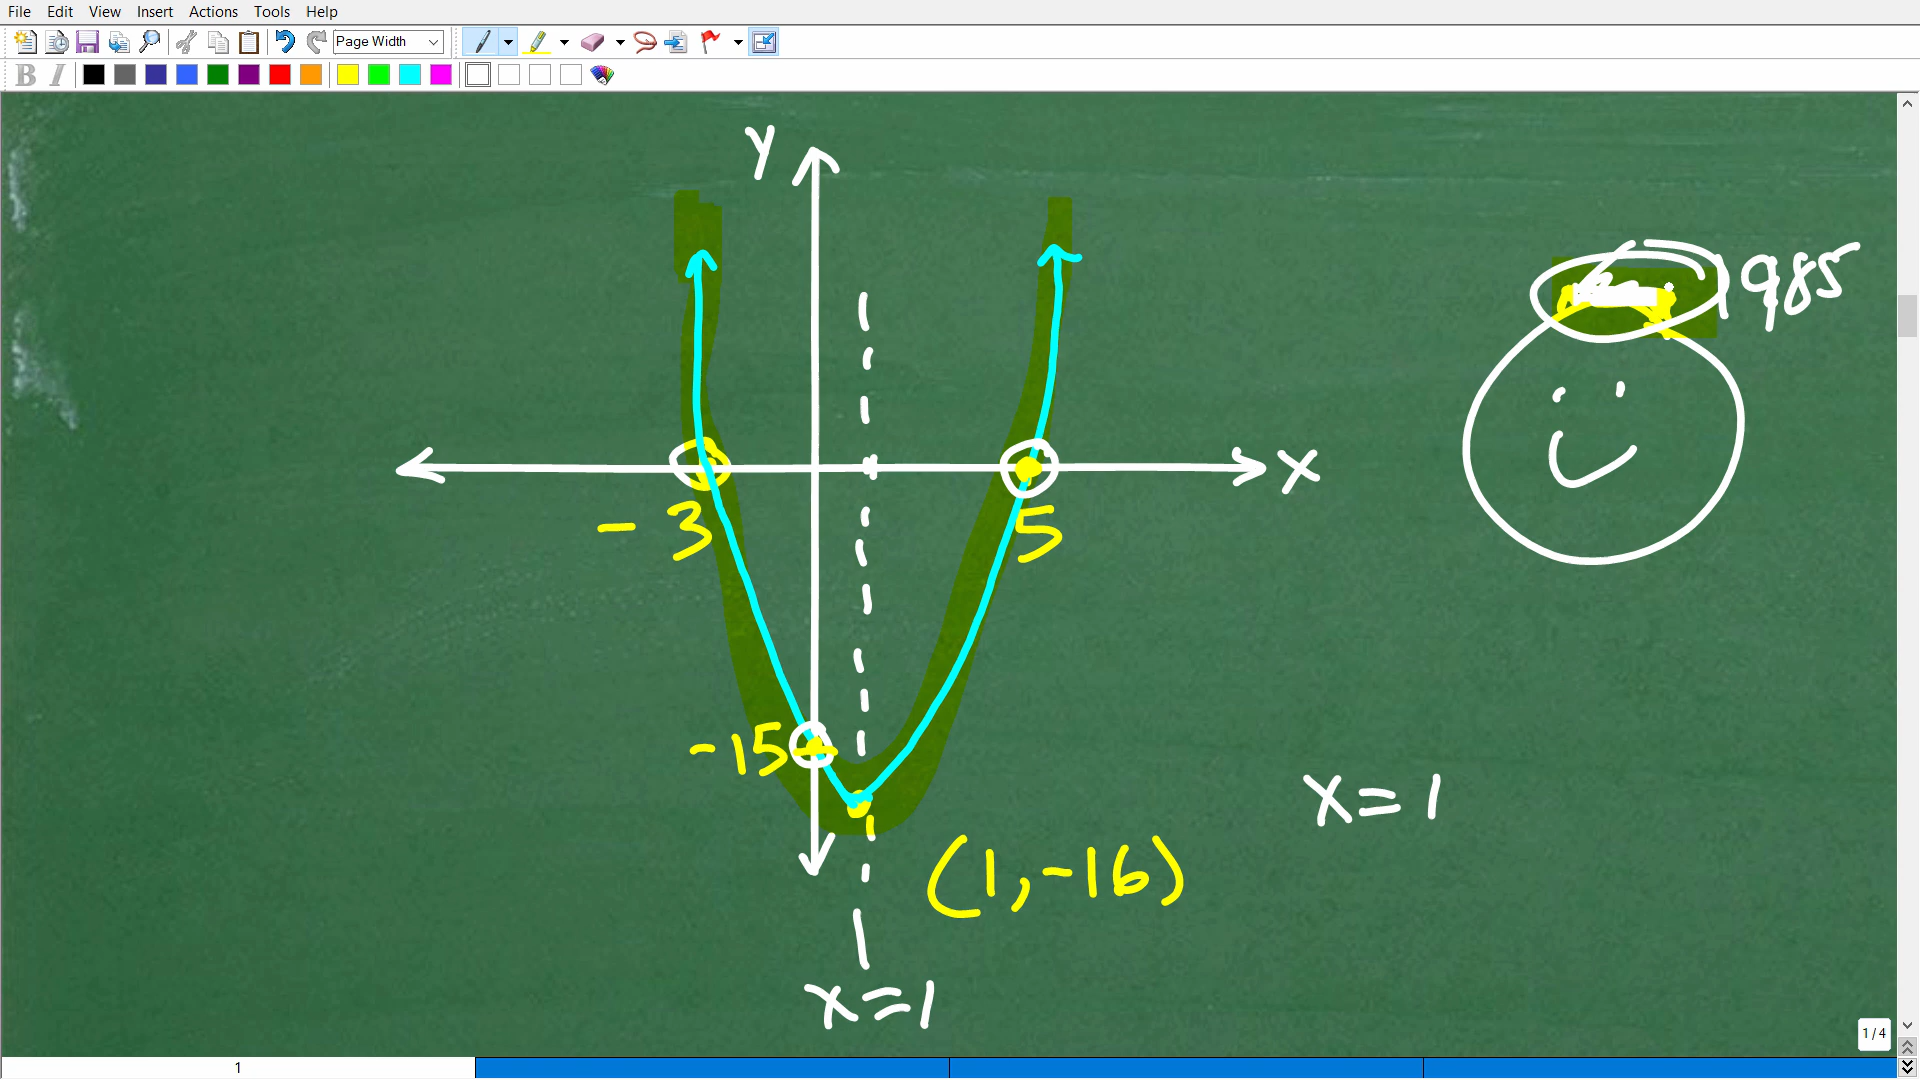 File Edit View Insert Actions Tools Help
Page Width
B I
y
1985
x
- 3
5
-15
x = 1
(1, -16)
x = 1
1 / 4
1